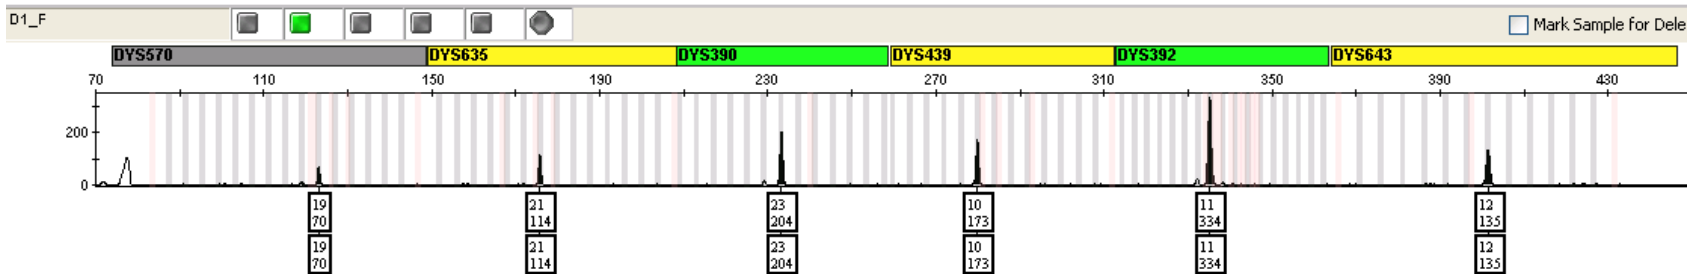 D1_F
Mark Sample for Dele
DYS570 DYS635 DYS390 DYS439 DYS392 DYS643
70 110 150 190 230 270 310 350 390 430
200
0
19 21 23 10 11 12
70 114 204 173 334 135
19 21 23 10 11 12
70 114 204 173 334 135